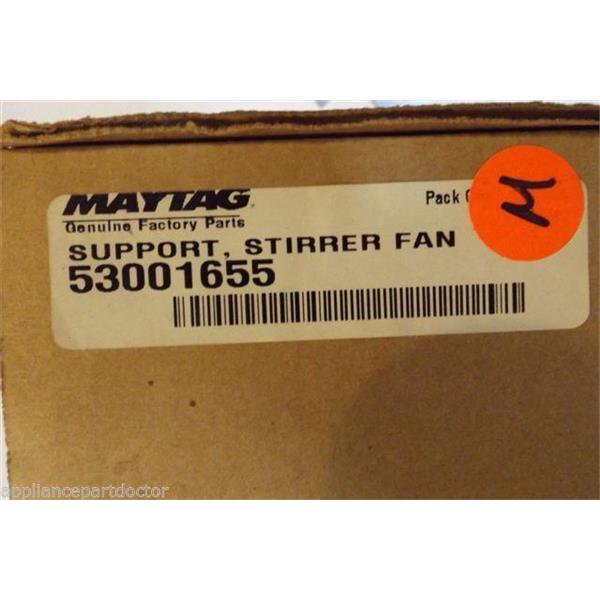 MAYTAG
Genuine Factory Parts
Pack
SUPPORT, STIRRER FAN
53001655
appliancepartdoctor